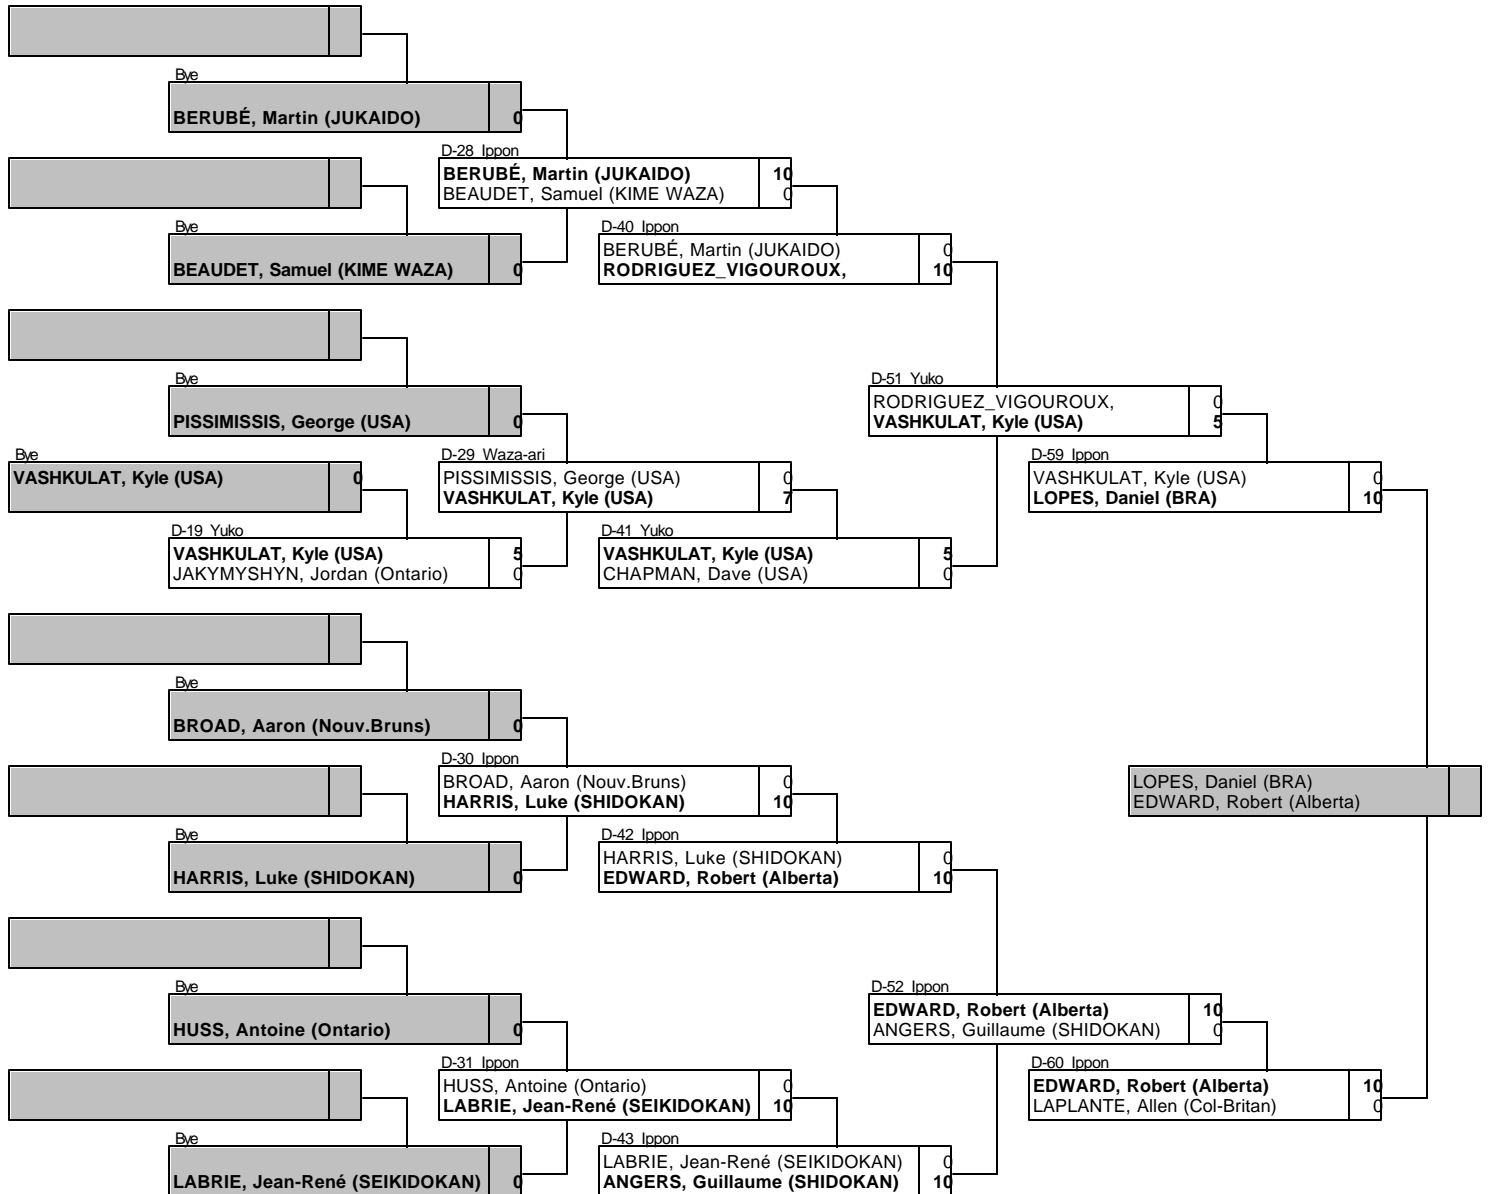 Bye
BERUBÉ, Martin (JUKAIDO) 0
D-28 Ippon
BERUBÉ, Martin (JUKAIDO) 10
BEAUDET, Samuel (KIME WAZA) 0
Bye
BEAUDET, Samuel (KIME WAZA) 0
D-40 Ippon
BERUBÉ, Martin (JUKAIDO) 0
RODRIGUEZ_VIGOUROUX, 10
Bye
PISSIMISSIS, George (USA) 0
D-51 Yuko
RODRIGUEZ_VIGOUROUX, 0
VASHKULAT, Kyle (USA) 5
Bye
VASHKULAT, Kyle (USA) 0
D-29 Waza-ari
PISSIMISSIS, George (USA) 0
VASHKULAT, Kyle (USA) 7
D-59 Ippon
VASHKULAT, Kyle (USA) 0
LOPES, Daniel (BRA) 10
D-19 Yuko
VASHKULAT, Kyle (USA) 5
JAKYMYSHYN, Jordan (Ontario) 0
D-41 Yuko
VASHKULAT, Kyle (USA) 5
CHAPMAN, Dave (USA) 0
Bye
BROAD, Aaron (Nouv.Bruns) 0
D-30 Ippon
BROAD, Aaron (Nouv.Bruns) 0
HARRIS, Luke (SHIDOKAN) 10
LOPES, Daniel (BRA)
EDWARD, Robert (Alberta)
Bye
HARRIS, Luke (SHIDOKAN) 0
D-42 Ippon
HARRIS, Luke (SHIDOKAN) 0
EDWARD, Robert (Alberta) 10
Bye
HUSS, Antoine (Ontario) 0
D-52 Ippon
EDWARD, Robert (Alberta) 10
ANGERS, Guillaume (SHIDOKAN) 0
D-31 Ippon
HUSS, Antoine (Ontario) 0
LABRIE, Jean-René (SEIKIDOKAN) 10
D-60 Ippon
EDWARD, Robert (Alberta) 10
LAPLANTE, Allen (Col-Britan) 0
Bye
LABRIE, Jean-René (SEIKIDOKAN) 0
D-43 Ippon
LABRIE, Jean-René (SEIKIDOKAN) 0
ANGERS, Guillaume (SHIDOKAN) 10